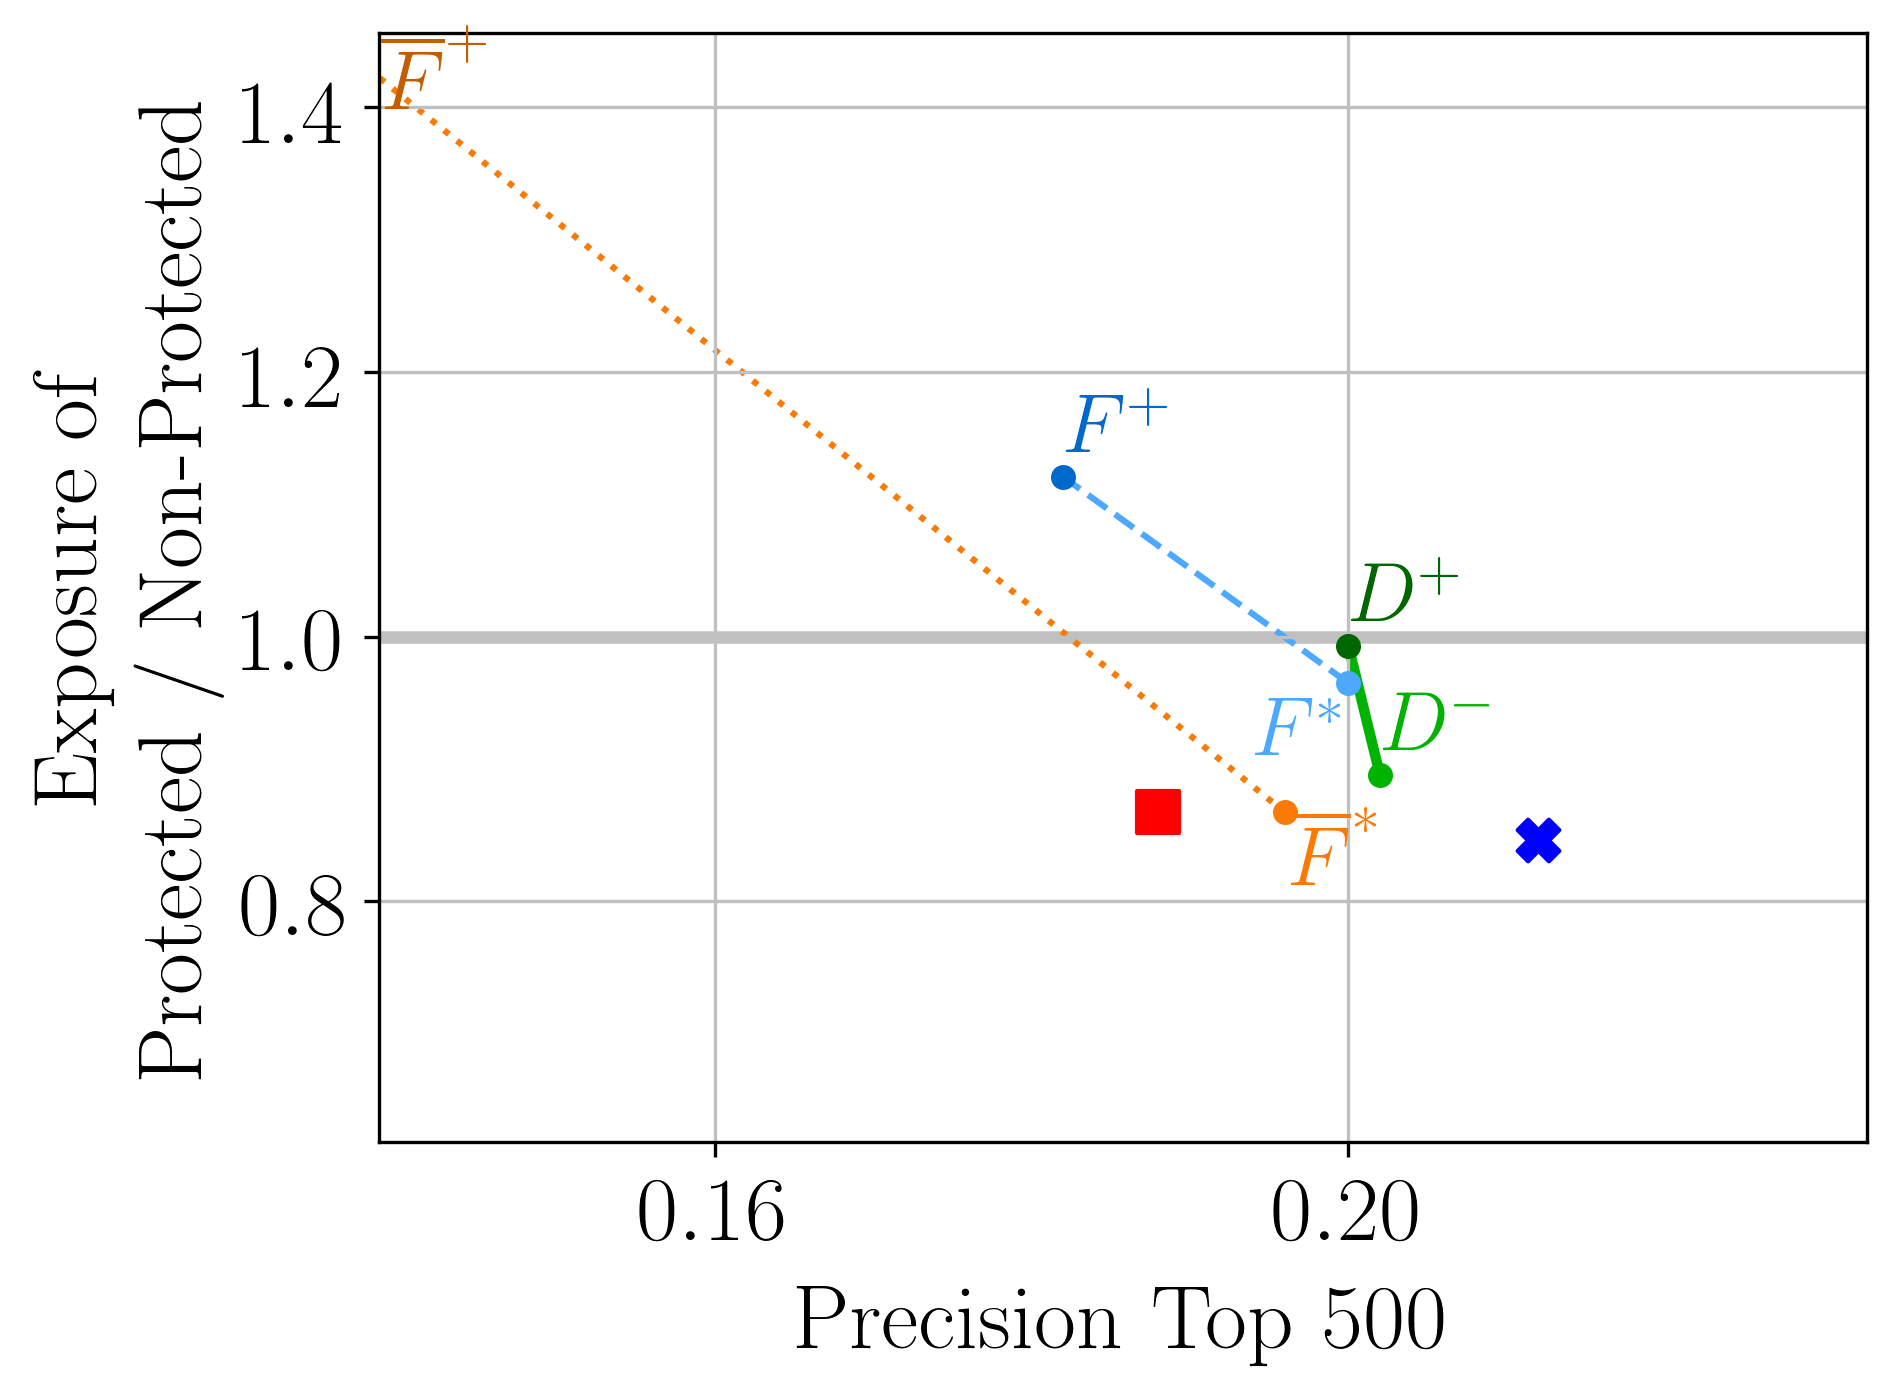 Exposure of
Protected / Non-Protected
1.4
1.2
1.0
0.8
0.16
0.20
Precision Top 500
F̅⁺
F⁺
D⁺
F*
D⁻
F̅*